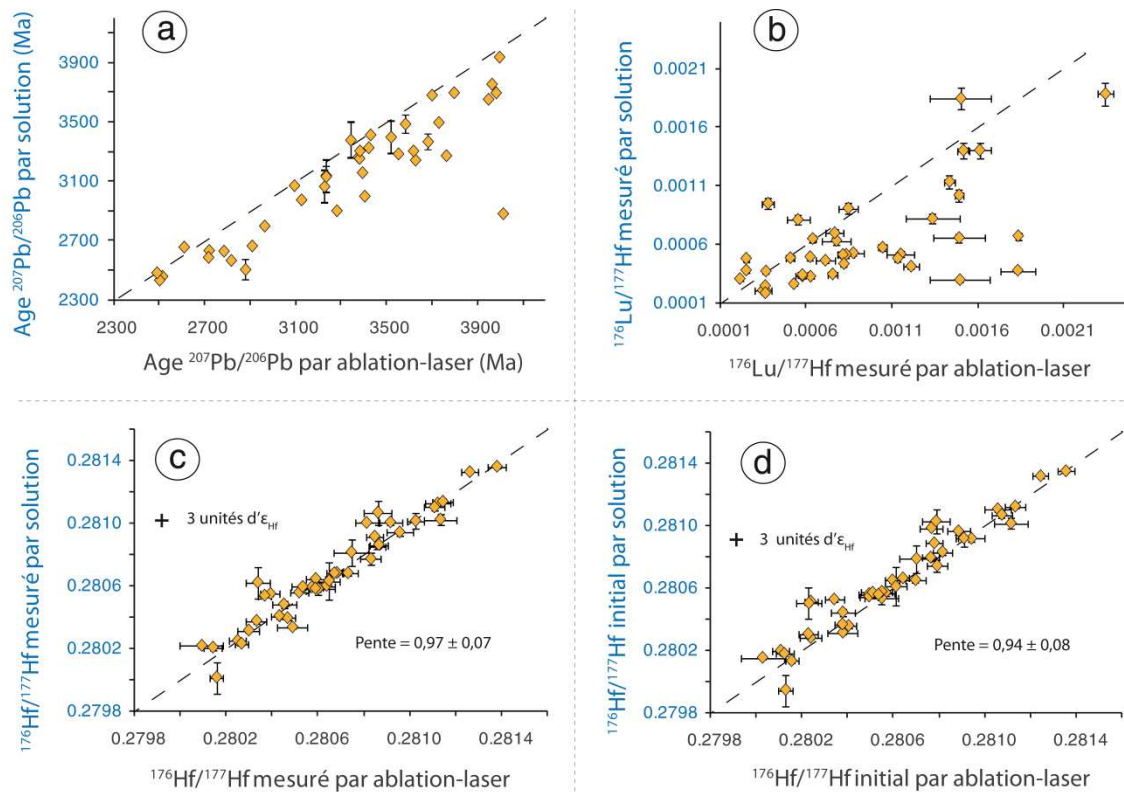 a
Age ²⁰⁷Pb/²⁰⁶Pb par solution (Ma)
3900
3500
3100
2700
2300
2300 2700 3100 3500 3900
Age ²⁰⁷Pb/²⁰⁶Pb par ablation-laser (Ma)
b
¹⁷⁶Lu/¹⁷⁷Hf mesuré par solution
0.0021
0.0016
0.0011
0.0006
0.0001
0.0001 0.0006 0.0011 0.0016 0.0021
¹⁷⁶Lu/¹⁷⁷Hf mesuré par ablation-laser
c
¹⁷⁶Hf/¹⁷⁷Hf mesuré par solution
0.2814
0.2810
0.2806
0.2802
0.2798
3 unités d'εHf
Pente = 0,97 ± 0,07
0.2798 0.2802 0.2806 0.2810 0.2814
¹⁷⁶Hf/¹⁷⁷Hf mesuré par ablation-laser
d
¹⁷⁶Hf/¹⁷⁷Hf initial par solution
0.2814
0.2810
0.2806
0.2802
0.2798
3 unités d'εHf
Pente = 0,94 ± 0,08
0.2798 0.2802 0.2806 0.2810 0.2814
¹⁷⁶Hf/¹⁷⁷Hf initial par ablation-laser